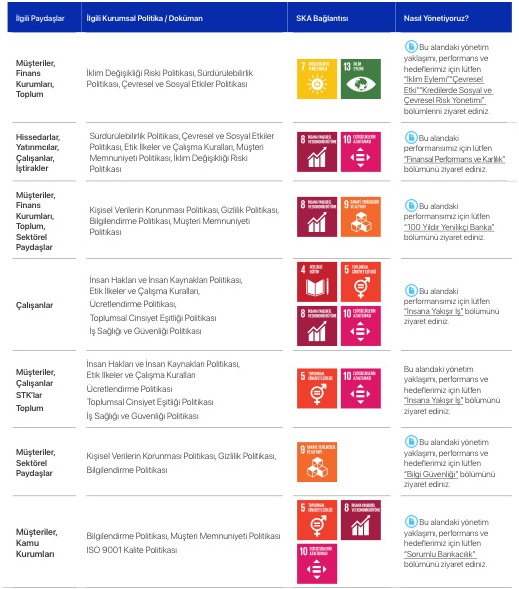 İlgili Paydaşlar
İlgili Kurumsal Politika / Doküman
SKA Bağlantısı
Nasıl Yönetiyoruz?
Müşteriler,
Finans
Kurumları,
Toplum
İklim Değişikliği Riski Politikası, Sürdürülebilirlik
Politikası, Çevresel ve Sosyal Etkiler Politikası
7
13 İKLİM
EYLEMİ
Bu alandaki yönetim
yaklaşımı, performans ve
hedeflerimiz için lütfen
"İklim Eylemi" "Çevresel
Etki" "Kredilerde Sosyal ve
Çevresel Risk Yönetimi"
bölümlerini ziyaret ediniz.
Hissedarlar,
Yatırımcılar,
Çalışanlar,
İştirakler
Sürdürülebilirlik Politikası, Çevresel ve Sosyal Etkiler
Politikası, Etik İlkeler ve Çalışma Kuralları, Müşteri
Memnuniyeti Politikası, İklim Değişikliği Riski
Politikası
8 İNSANA YAKIŞIR İŞ
VE EKONOMİK BÜYÜME
10 EŞİTSİZLİKLERİN
AZALTILMASI
Bu alandaki
performansımız için lütfen
"Finansal Performans ve Karlılık"
bölümünü ziyaret ediniz.
Müşteriler,
Finans
Kurumları,
Toplum,
Sektörel
Paydaşlar
Kişisel Verilerin Korunması Politikası, Gizlilik Politikası,
Bilgilendirme Politikası, Müşteri Memnuniyeti
Politikası
8 İNSANA YAKIŞIR İŞ
VE EKONOMİK BÜYÜME
9 SANAYİ, YENİLİKÇİLİK
VE ALTYAPI
Bu alandaki
performansımız için lütfen
"100 Yıldır Yenilikçi Banka"
bölümünü ziyaret ediniz.
Çalışanlar
İnsan Hakları ve İnsan Kaynakları Politikası,
Etik İlkeler ve Çalışma Kuralları,
Ücretlendirme Politikası,
Toplumsal Cinsiyet Eşitliği Politikası
İş Sağlığı ve Güvenliği Politikası
4 NİTELİKLİ
EĞİTİM
5 TOPLUMSAL
CİNSİYET EŞİTLİĞİ
8 İNSANA YAKIŞIR İŞ
VE EKONOMİK BÜYÜME
10 EŞİTSİZLİKLERİN
AZALTILMASI
Bu alandaki
performansımız için lütfen
"İnsana Yakışır İş" bölümünü
ziyaret ediniz.
Müşteriler,
Çalışanlar
STK'lar
Toplum
İnsan Hakları ve İnsan Kaynakları Politikası,
Etik İlkeler ve Çalışma Kuralları
Ücretlendirme Politikası
Toplumsal Cinsiyet Eşitliği Politikası,
İş Sağlığı ve Güvenliği Politikası
5 TOPLUMSAL
CİNSİYET EŞİTLİĞİ
10 EŞİTSİZLİKLERİN
AZALTILMASI
Bu alandaki yönetim
yaklaşımı, performans ve
hedeflerimiz için lütfen
"İnsana Yakışır İş" bölümünü
ziyaret ediniz.
Müşteriler,
Sektörel
Paydaşlar
Kişisel Verilerin Korunması Politikası, Gizlilik Politikası,
Bilgilendirme Politikası
9 SANAYİ, YENİLİKÇİLİK
VE ALTYAPI
Bu alandaki yönetim
yaklaşımı, performans ve
hedeflerimiz için lütfen
"Bilgi Güvenliği" bölümünü
ziyaret ediniz.
Müşteriler,
Kamu
Kurumları
Bilgilendirme Politikası, Müşteri Memnuniyeti Politikası
ISO 9001 Kalite Politikası
5 TOPLUMSAL
CİNSİYET EŞİTLİĞİ
8 İNSANA YAKIŞIR İŞ
VE EKONOMİK BÜYÜME
10 EŞİTSİZLİKLERİN
AZALTILMASI
Bu alandaki yönetim
yaklaşımı, performans ve
hedeflerimiz için lütfen
"Sorumlu Bankacılık"
bölümünü ziyaret ediniz.